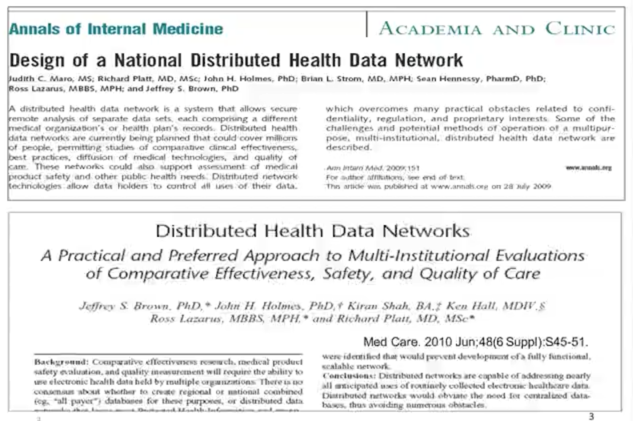 Annals of Internal Medicine
ACADEMIA AND CLINIC
Design of a National Distributed Health Data Network
Judith C. Maro, MS; Richard Platt, MD, MSc; John H. Holmes, PhD; Brian L. Strom, MD, MPH; Sean Hennessy, PharmD, PhD;
Ross Lazarus, MBBS, MPH; and Jeffrey S. Brown, PhD
A distributed health data network is a system that allows secure
remote analysis of separate data sets, each comprising a different
medical organization's or health plan's records. Distributed health
data networks are currently being planned that could cover millions
of people, permitting studies of comparative clinical effectiveness,
best practices, diffusion of medical technologies, and quality of
care. These networks could also support assessment of medical
product safety and other public health needs. Distributed network
technologies allow data holders to control all uses of their data,
which overcomes many practical obstacles related to confi-
dentiality, regulation, and proprietary interests. Some of the
challenges and potential methods of operation of a multipur-
pose, multi-institutional, distributed health data network are
described.
Ann Intern Med. 2009;151
www.annals.org
For author affiliations, see end of text.
This article was published at www.annals.org on 28 July 2009
Distributed Health Data Networks
A Practical and Preferred Approach to Multi-Institutional Evaluations
of Comparative Effectiveness, Safety, and Quality of Care
Jeffrey S. Brown, PhD,* John H. Holmes, PhD,† Kiran Shah, BA,‡ Ken Hall, MDIV,§
Ross Lazarus, MBBS, MPH,* and Richard Platt, MD, MSc*
Med Care. 2010 Jun;48(6 Suppl):S45-51.
Background: Comparative effectiveness research, medical product
safety evaluation, and quality measurement will require the ability to
use electronic health data held by multiple organizations. There is no
consensus about whether to create regional or national combined
(eg, "all payer") databases for these purposes, or distributed data
were identified that would prevent development of a fully functional,
scalable network.
Conclusions: Distributed networks are capable of addressing nearly
all anticipated uses of routinely collected electronic healthcare data.
Distributed networks would obviate the need for centralized data-
bases, thus avoiding numerous obstacles.
3